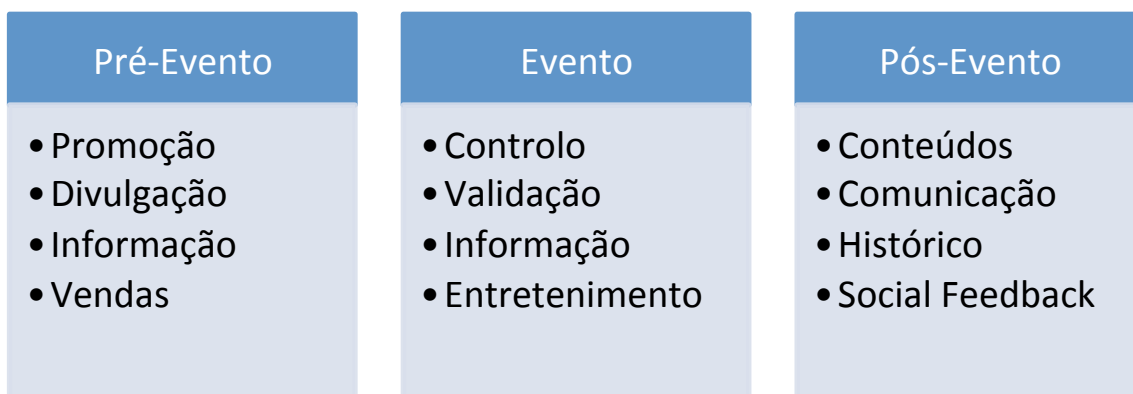 Pré-Evento
• Promoção
• Divulgação
• Informação
• Vendas
Evento
• Controlo
• Validação
• Informação
• Entretenimento
Pós-Evento
• Conteúdos
• Comunicação
• Histórico
• Social Feedback